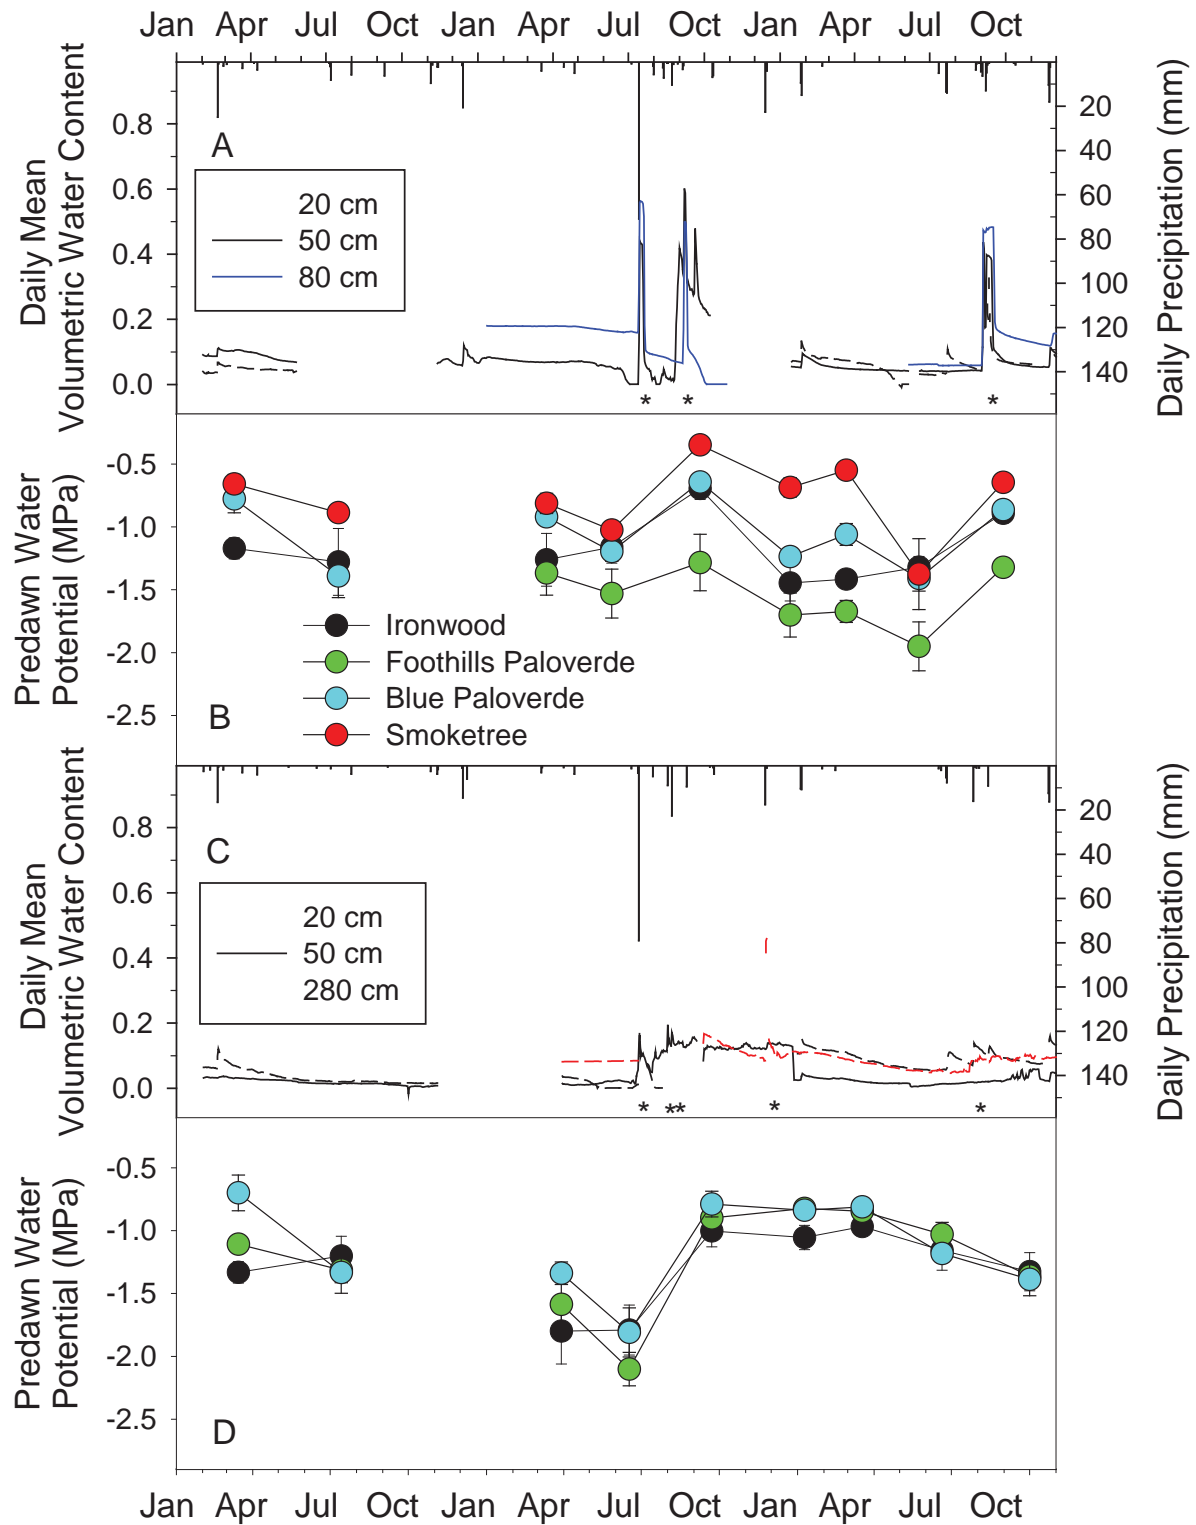 Jan Apr Jul Oct Jan Apr Jul Oct Jan Apr Jul Oct
Daily Mean
Volumetric Water Content
0.8
0.6
0.4
0.2
0.0
A
20 cm
50 cm
80 cm
* * *
20
40
60
80
100
120
140
Daily Precipitation (mm)
Predawn Water
Potential (MPa)
-0.5
-1.0
-1.5
-2.0
-2.5
Ironwood
Foothills Paloverde
Blue Paloverde
Smoketree
B
Daily Mean
Volumetric Water Content
0.8
0.6
0.4
0.2
0.0
C
20 cm
50 cm
280 cm
* ** * *
20
40
60
80
100
120
140
Daily Precipitation (mm)
Predawn Water
Potential (MPa)
-0.5
-1.0
-1.5
-2.0
-2.5
D
Jan Apr Jul Oct Jan Apr Jul Oct Jan Apr Jul Oct